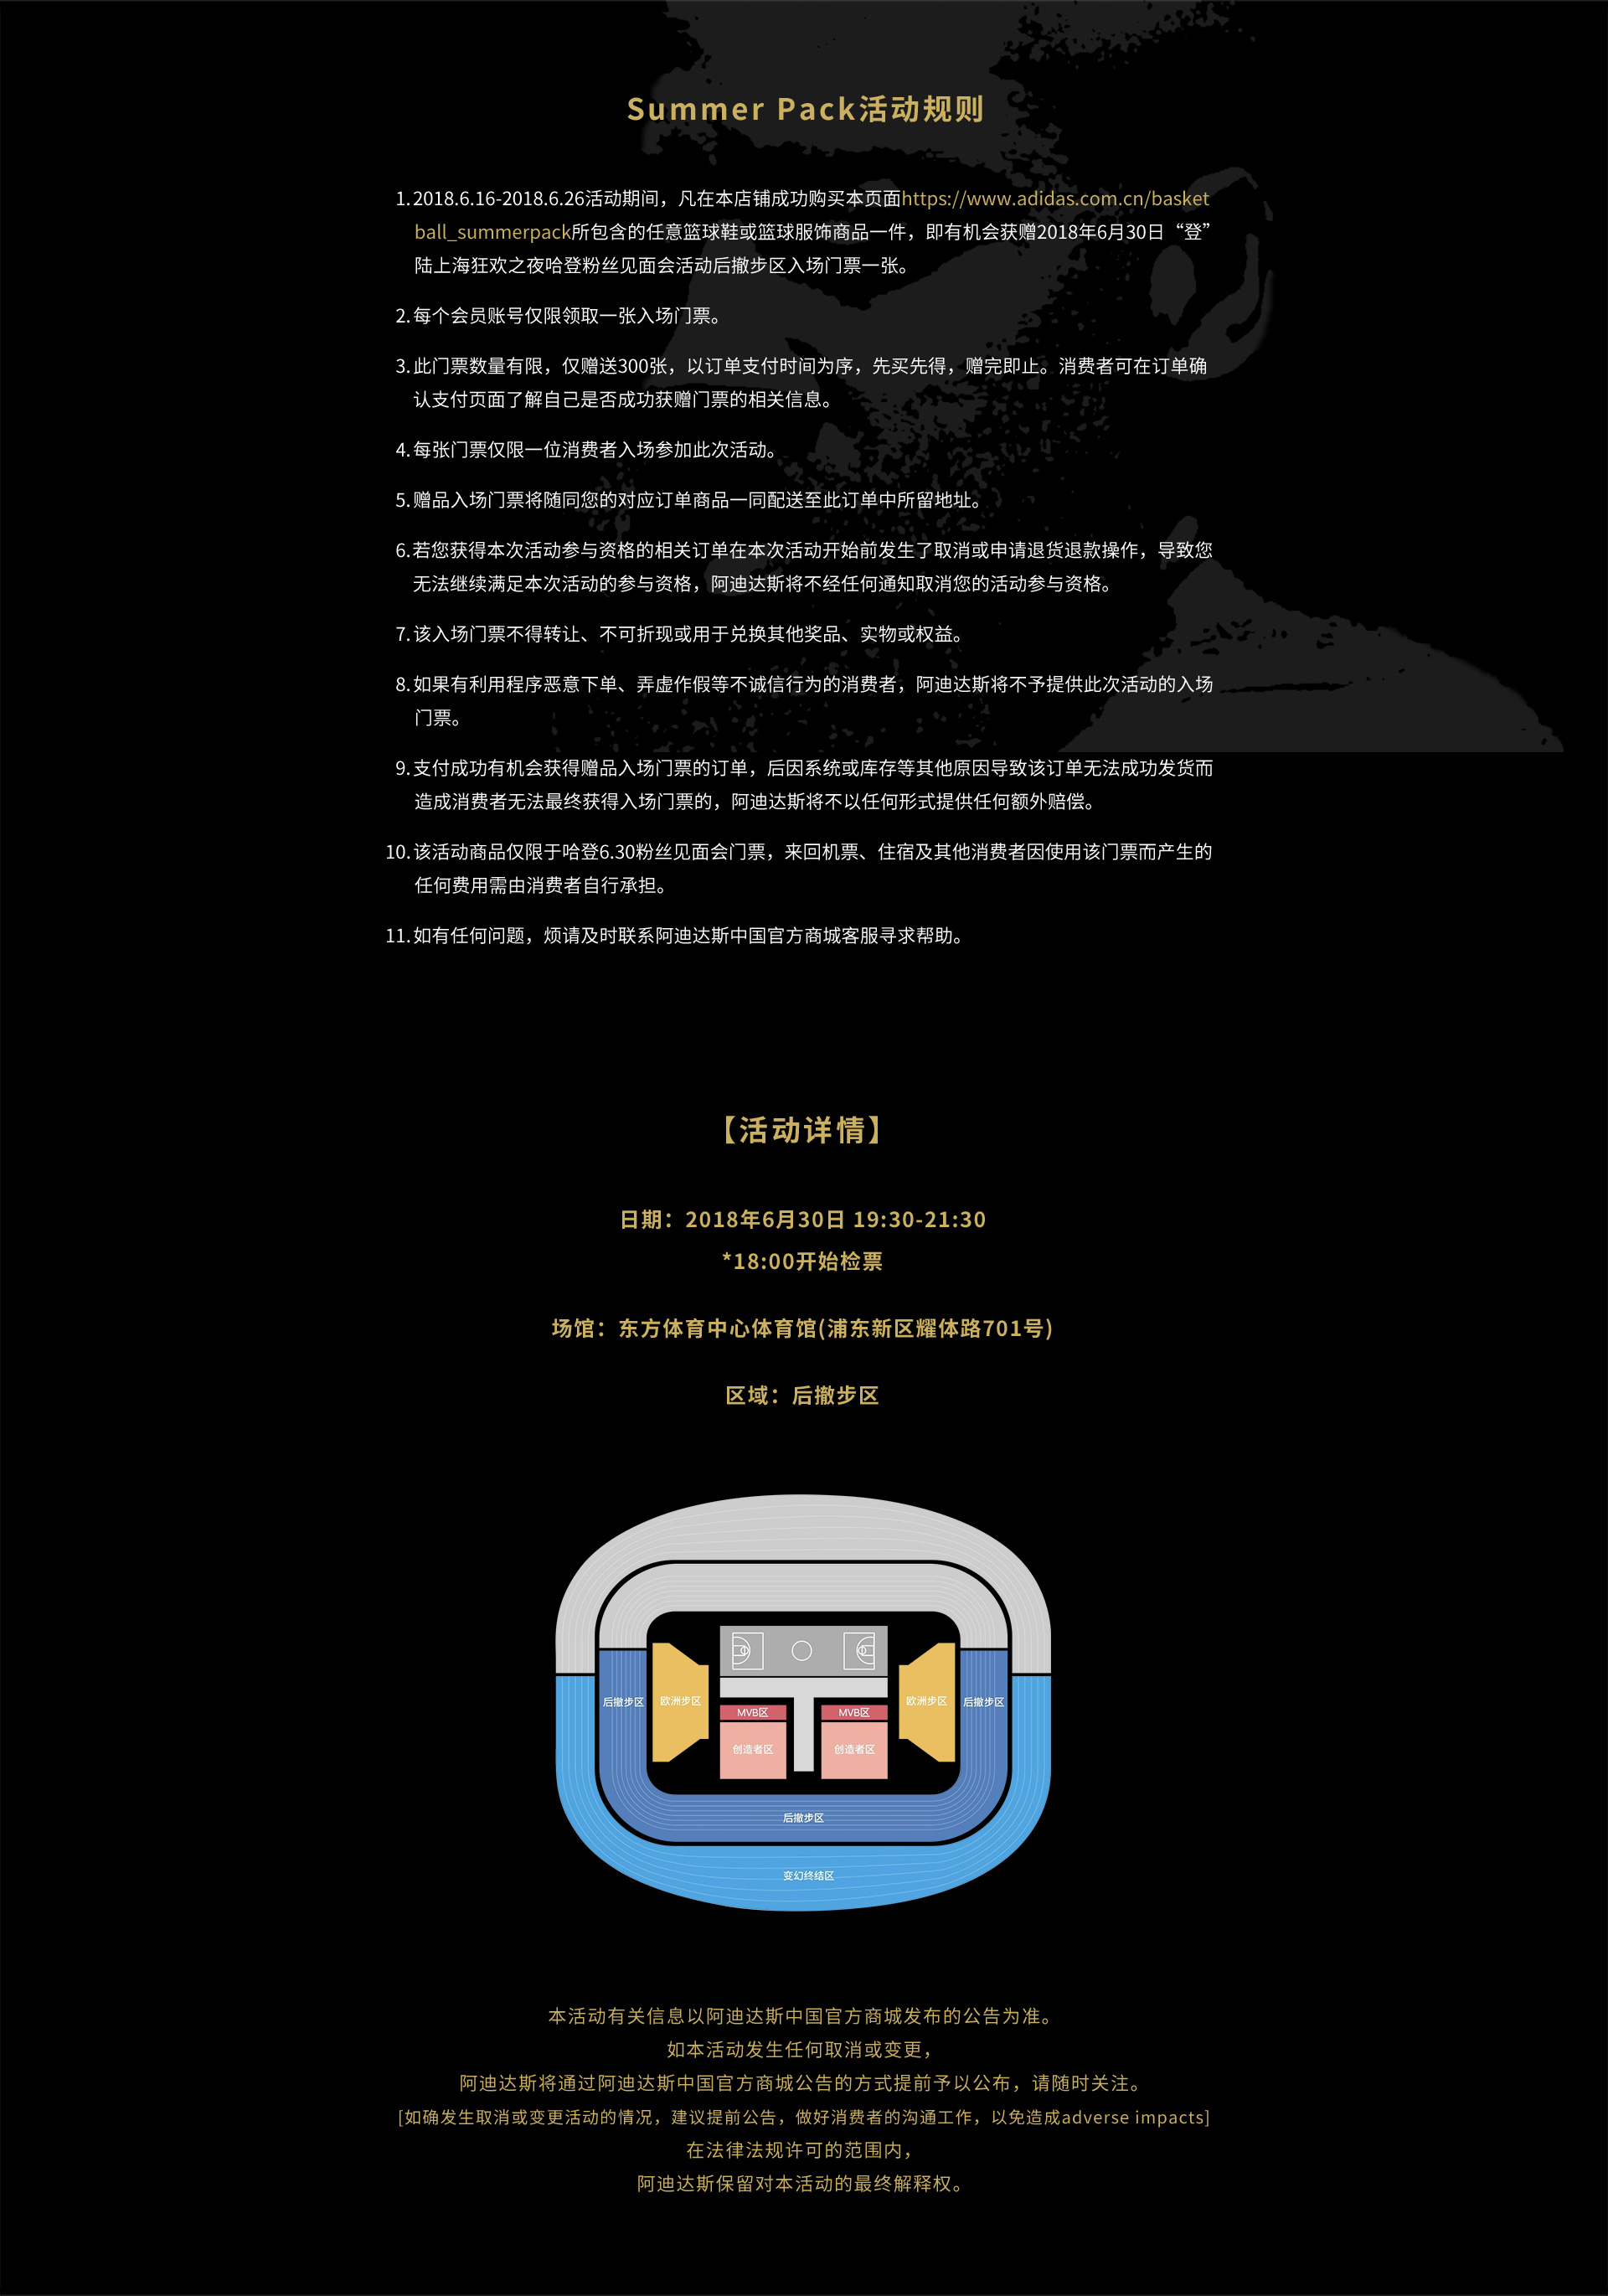 Summer Pack活动规则
1.2018.6.16-2018.6.26活动期间，凡在本店铺成功购买本页面https://www.adidas.com.cn/basket
ball_summerpack所包含的任意篮球鞋或篮球服饰商品一件，即有机会获赠2018年6月30日“登”
陆上海狂欢之夜哈登粉丝见面会活动后撤步区入场门票一张。
2.每个会员账号仅限领取一张入场门票。
3.此门票数量有限，仅赠送300张，以订单支付时间为序，先买先得，赠完即止。消费者可在订单确
认支付页面了解自己是否成功获赠门票的相关信息。
4.每张门票仅限一位消费者入场参加此次活动。
5.赠品入场门票将随同您的对应订单商品一同配送至此订单中所留地址。
6.若您获得本次活动参与资格的相关订单在本次活动开始前发生了取消或申请退货退款操作，导致您
无法继续满足本次活动的参与资格，阿迪达斯将不经任何通知取消您的活动参与资格。
7.该入场门票不得转让、不可折现或用于兑换其他奖品、实物或权益。
8.如果有利用程序恶意下单、弄虚作假等不诚信行为的消费者，阿迪达斯将不予提供此次活动的入场
门票。
9.支付成功有机会获得赠品入场门票的订单，后因系统或库存等其他原因导致该订单无法成功发货而
造成消费者无法最终获得入场门票的，阿迪达斯将不以任何形式提供任何额外赔偿。
10.该活动商品仅限于哈登6.30粉丝见面会门票，来回机票、住宿及其他消费者因使用该门票而产生的
任何费用需由消费者自行承担。
11.如有任何问题，烦请及时联系阿迪达斯中国官方商城客服寻求帮助。
【活动详情】
日期：2018年6月30日 19:30-21:30
*18:00开始检票
场馆：东方体育中心体育馆(浦东新区耀体路701号)
区域：后撤步区
后撤步区
欧洲步区
MVB区
MVB区
欧洲步区
后撤步区
创造者区
创造者区
后撤步区
变幻终结区
本活动有关信息以阿迪达斯中国官方商城发布的公告为准。
如本活动发生任何取消或变更，
阿迪达斯将通过阿迪达斯中国官方商城公告的方式提前予以公布，请随时关注。
[如确发生取消或变更活动的情况，建议提前公告，做好消费者的沟通工作，以免造成adverse impacts]
在法律法规许可的范围内，
阿迪达斯保留对本活动的最终解释权。